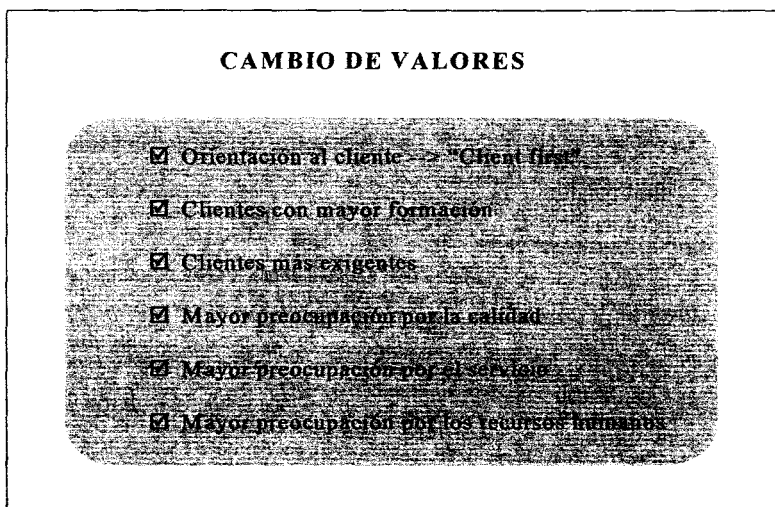 CAMBIO DE VALORES
☑ Orientación al cliente --> "Client first"
☑ Clientes con mayor formación
☑ Clientes más exigentes
☑ Mayor preocupación por la calidad
☑ Mayor preocupación por el servicio
☑ Mayor preocupación por los recursos humanos